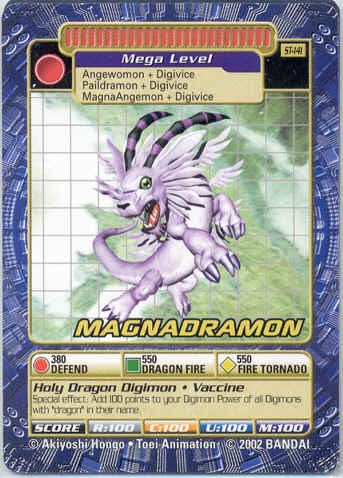 ST-141
Mega Level
Angewomon + Digivice
Paildramon + Digivice
MagnaAngemon + Digivice
MAGNADRAMON
380
DEFEND
550
DRAGON FIRE
550
FIRE TORNADO
Holy Dragon Digimon • Vaccine
Special effect: Add 100 points to your Digimon Power of all Digimons
with "dragon" in their name.
SCORE R:100 C:100 U:100 M:100
© Akiyoshi Hongo ★ Toei Animation © 2002 BANDAI